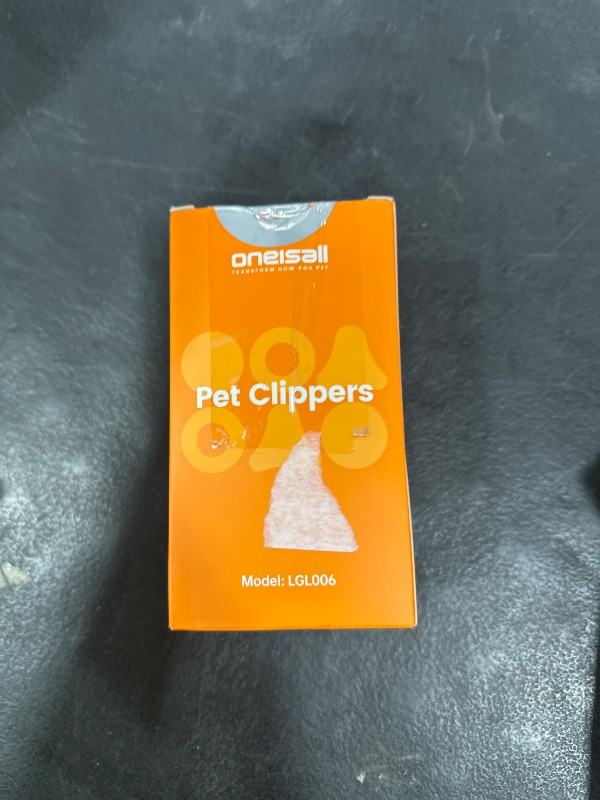 oneisall
TRANSFORM HOW YOU PET
Pet Clippers
Model: LGL006